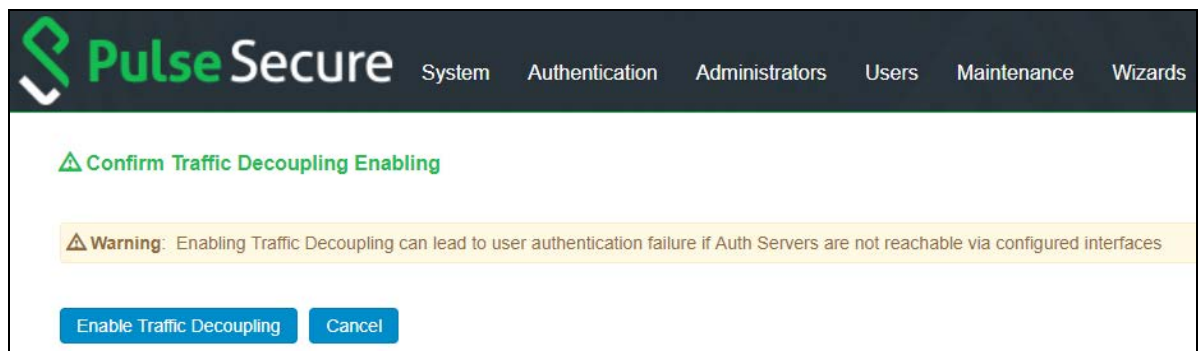 Pulse Secure System Authentication Administrators Users Maintenance Wizards
Confirm Traffic Decoupling Enabling
Warning: Enabling Traffic Decoupling can lead to user authentication failure if Auth Servers are not reachable via configured interfaces
Enable Traffic Decoupling Cancel